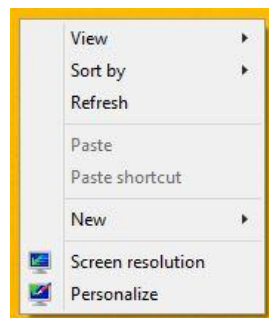 View
Sort by
Refresh
Paste
Paste shortcut
New
Screen resolution
Personalize